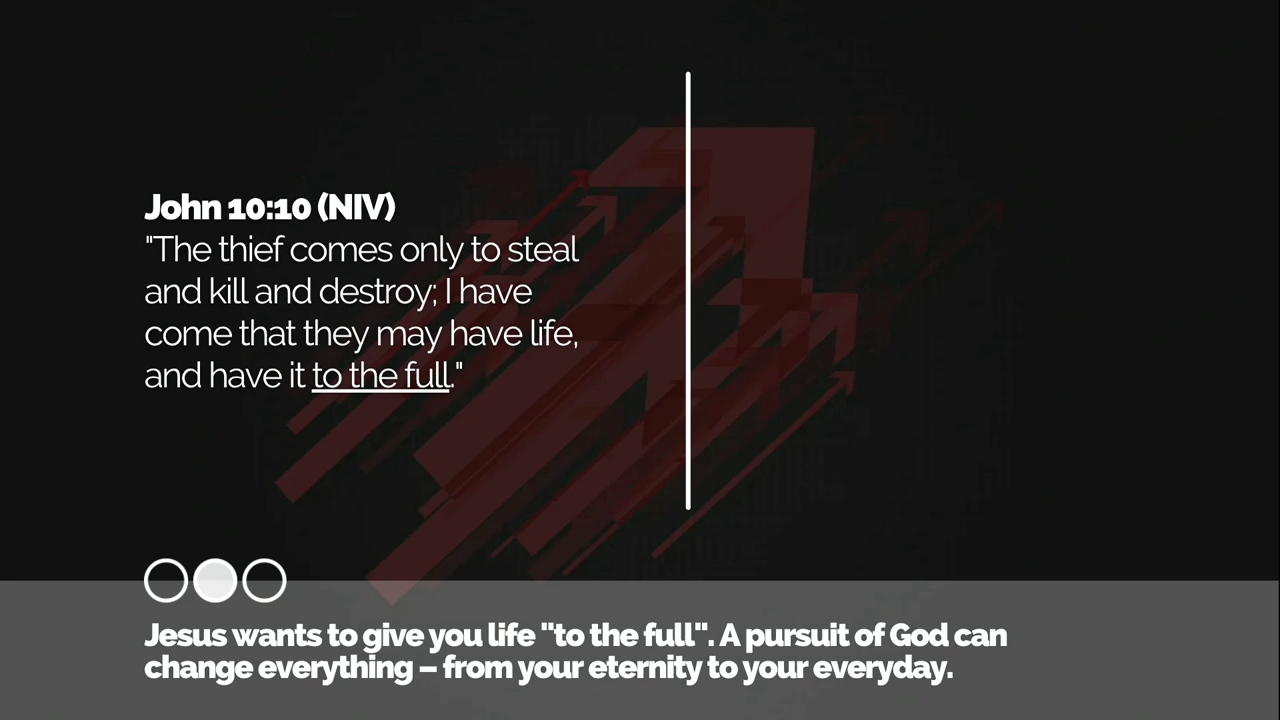 John 10:10 (NIV)
"The thief comes only to steal
and kill and destroy; I have
come that they may have life,
and have it to the full."
Jesus wants to give you life "to the full". A pursuit of God can
change everything – from your eternity to your everyday.